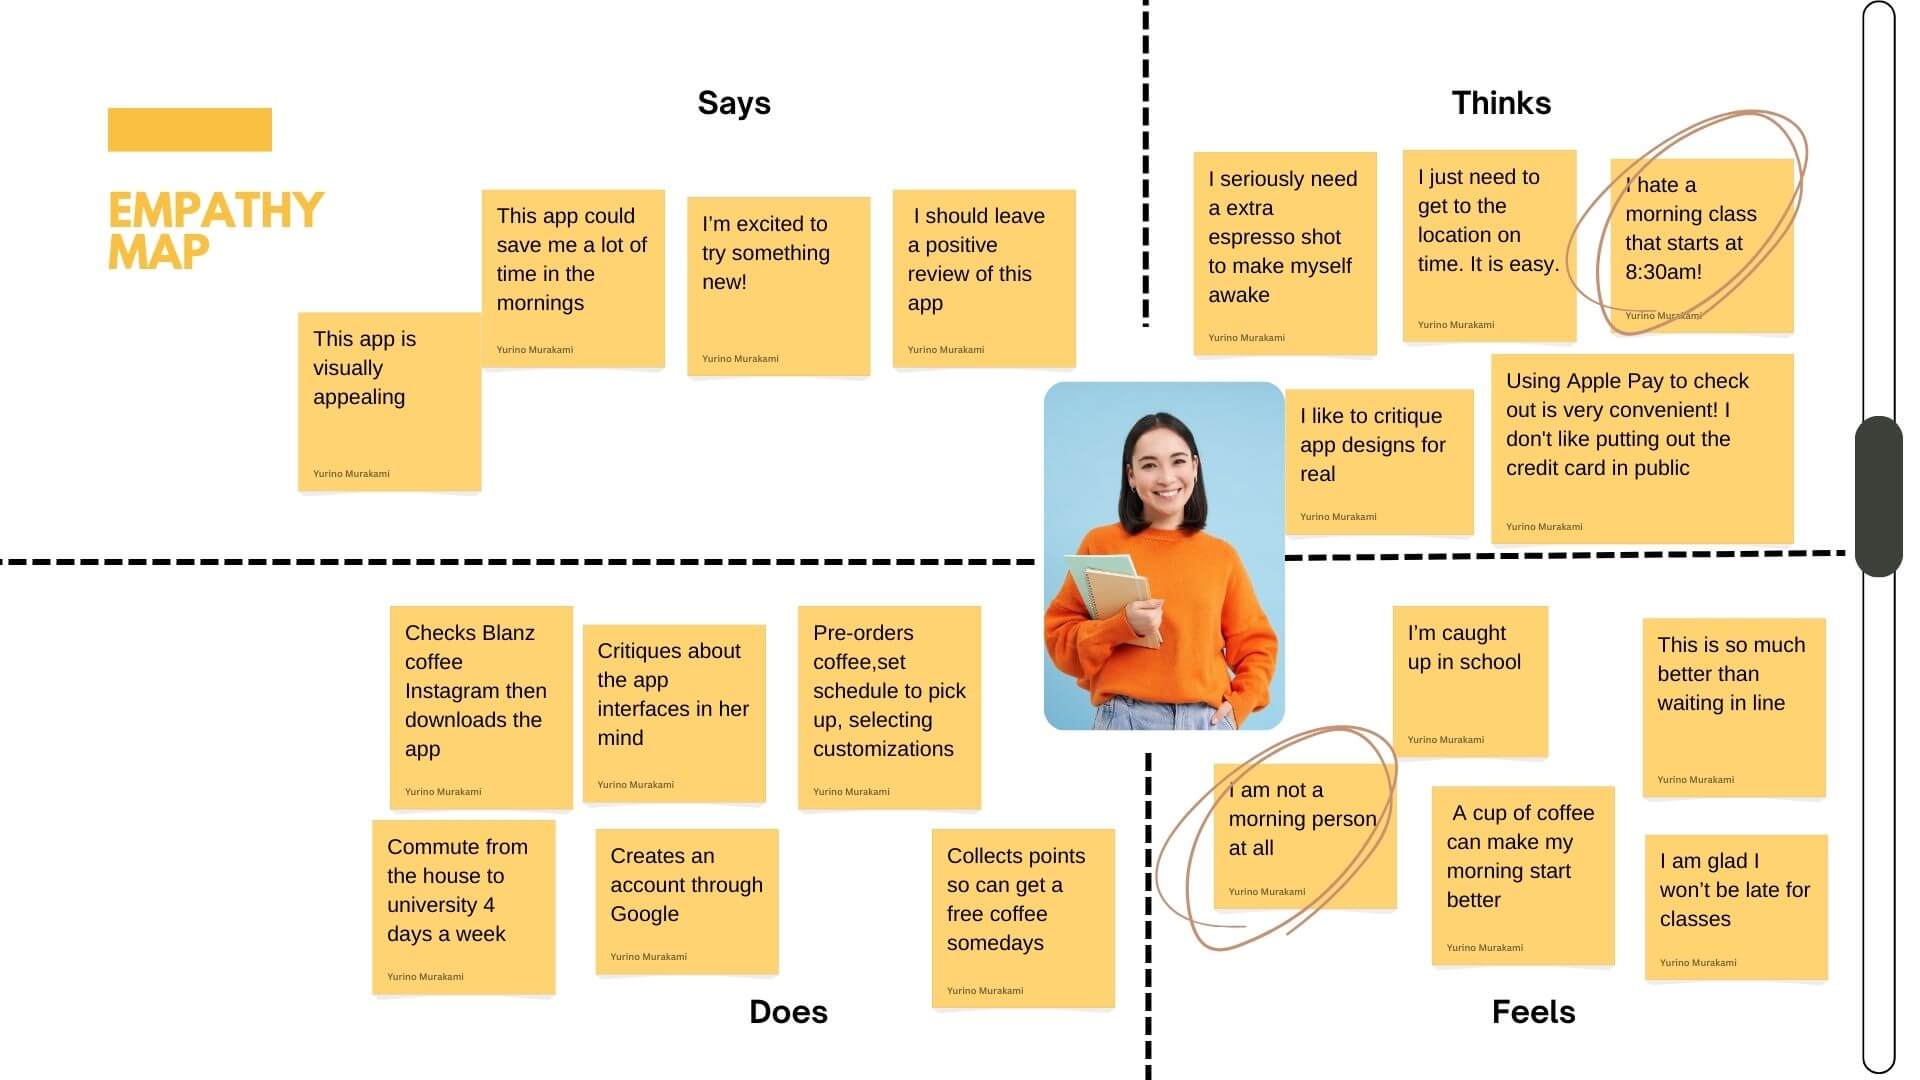 EMPATHY
MAP
Says
This app is
visually
appealing
Yurino Murakami
This app could
save me a lot of
time in the
mornings
Yurino Murakami
I’m excited to
try something
new!
Yurino Murakami
I should leave
a positive
review of this
app
Yurino Murakami
Thinks
I seriously need
a extra
espresso shot
to make myself
awake
Yurino Murakami
I just need to
get to the
location on
time. It is easy.
Yurino Murakami
I hate a
morning class
that starts at
8:30am!
Yurino Murakami
I like to critique
app designs for
real
Yurino Murakami
Using Apple Pay to check
out is very convenient! I
don't like putting out the
credit card in public
Yurino Murakami
Checks Blanz
coffee
Instagram then
downloads the
app
Yurino Murakami
Critiques about
the app
interfaces in her
mind
Yurino Murakami
Pre-orders
coffee,set
schedule to pick
up, selecting
customizations
Yurino Murakami
Commute from
the house to
university 4
days a week
Yurino Murakami
Creates an
account through
Google
Yurino Murakami
Collects points
so can get a
free coffee
somedays
Yurino Murakami
Does
I’m caught
up in school
Yurino Murakami
This is so much
better than
waiting in line
Yurino Murakami
I am not a
morning person
at all
Yurino Murakami
A cup of coffee
can make my
morning start
better
Yurino Murakami
I am glad I
won’t be late for
classes
Yurino Murakami
Feels